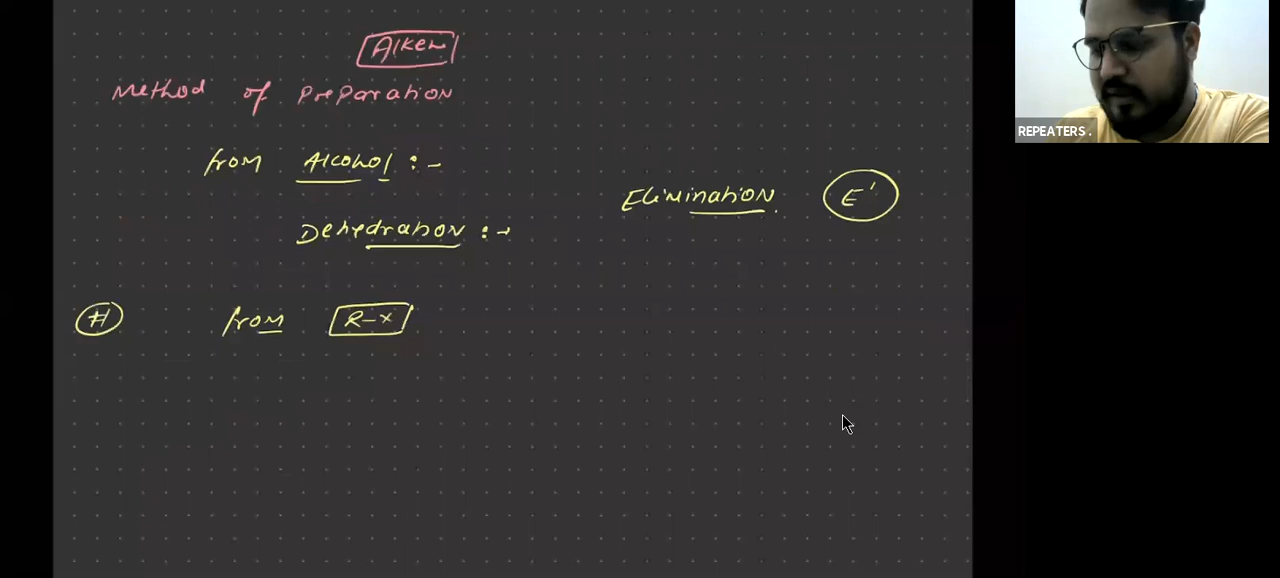 Alken
Method of Preparation
from Alcohol :-
Elimination E'
Dehydration :-
# from R-X
REPEATERS .